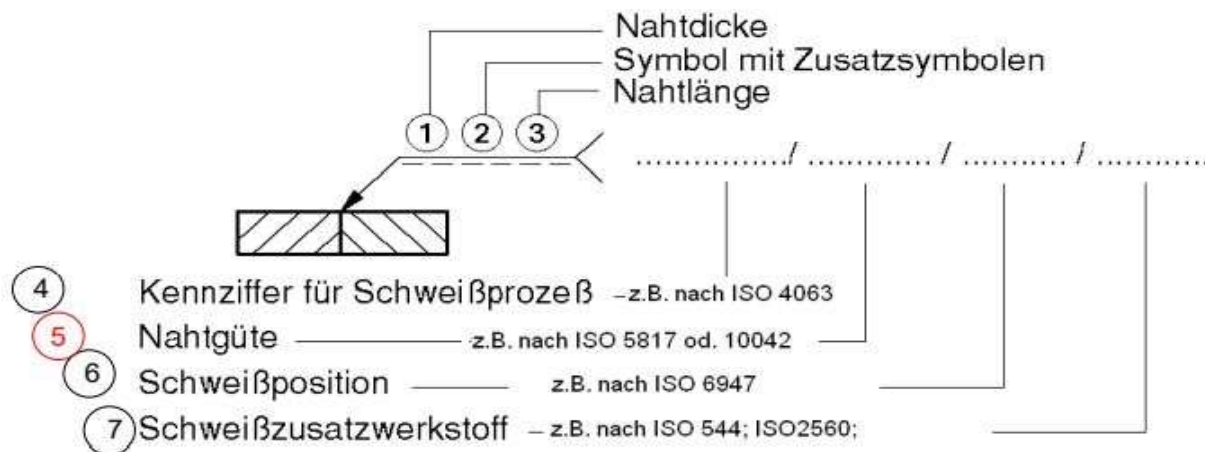 Nahtdicke
Symbol mit Zusatzsymbolen
Nahtlänge
1 2 3
............../ ............ / ........... / ............
4 Kennziffer für Schweißprozeß – z.B. nach ISO 4063
5 Nahtgüte z.B. nach ISO 5817 od. 10042
6 Schweißposition z.B. nach ISO 6947
7 Schweißzusatzwerkstoff – z.B. nach ISO 544; ISO2560;